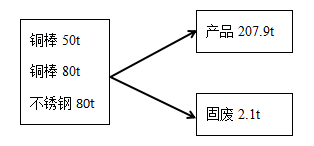 铜棒 50t
铜棒 80t
不锈钢 80t
产品 207.9t
固废 2.1t